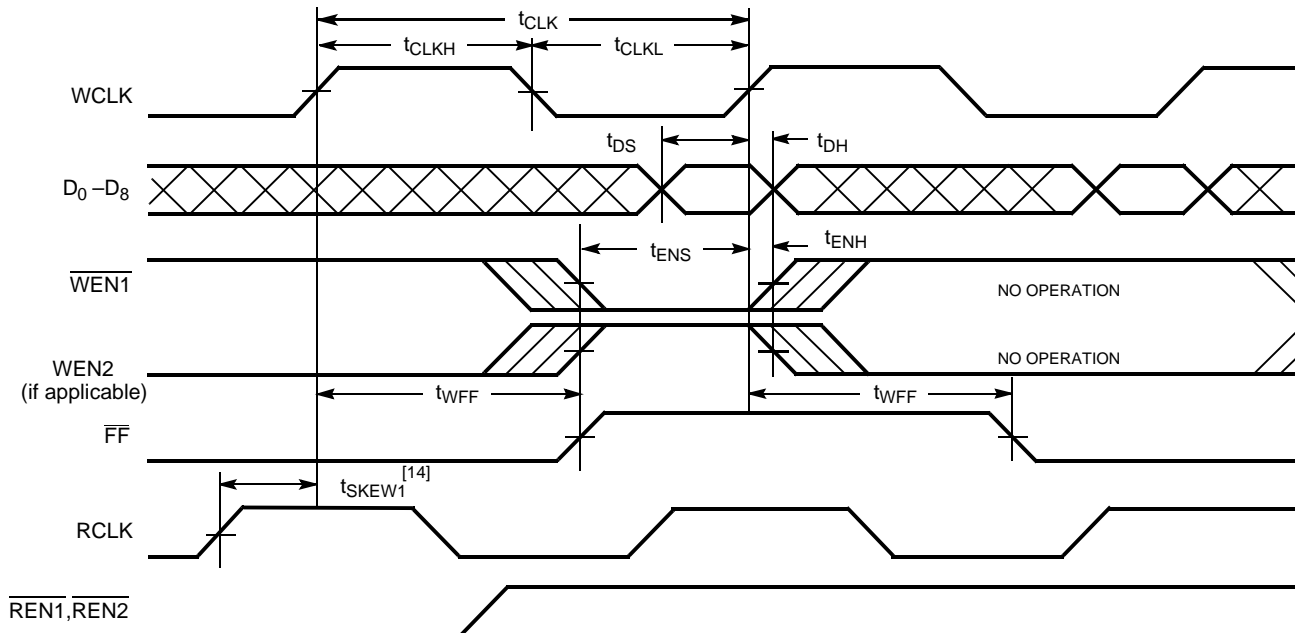 tCLK
tCLKH tCLKL
WCLK
tDS tDH
D0 –D8
tENS tENH
WEN1
NO OPERATION
WEN2
(if applicable)
NO OPERATION
tWFF tWFF
FF
tSKEW1[14]
RCLK
REN1,REN2